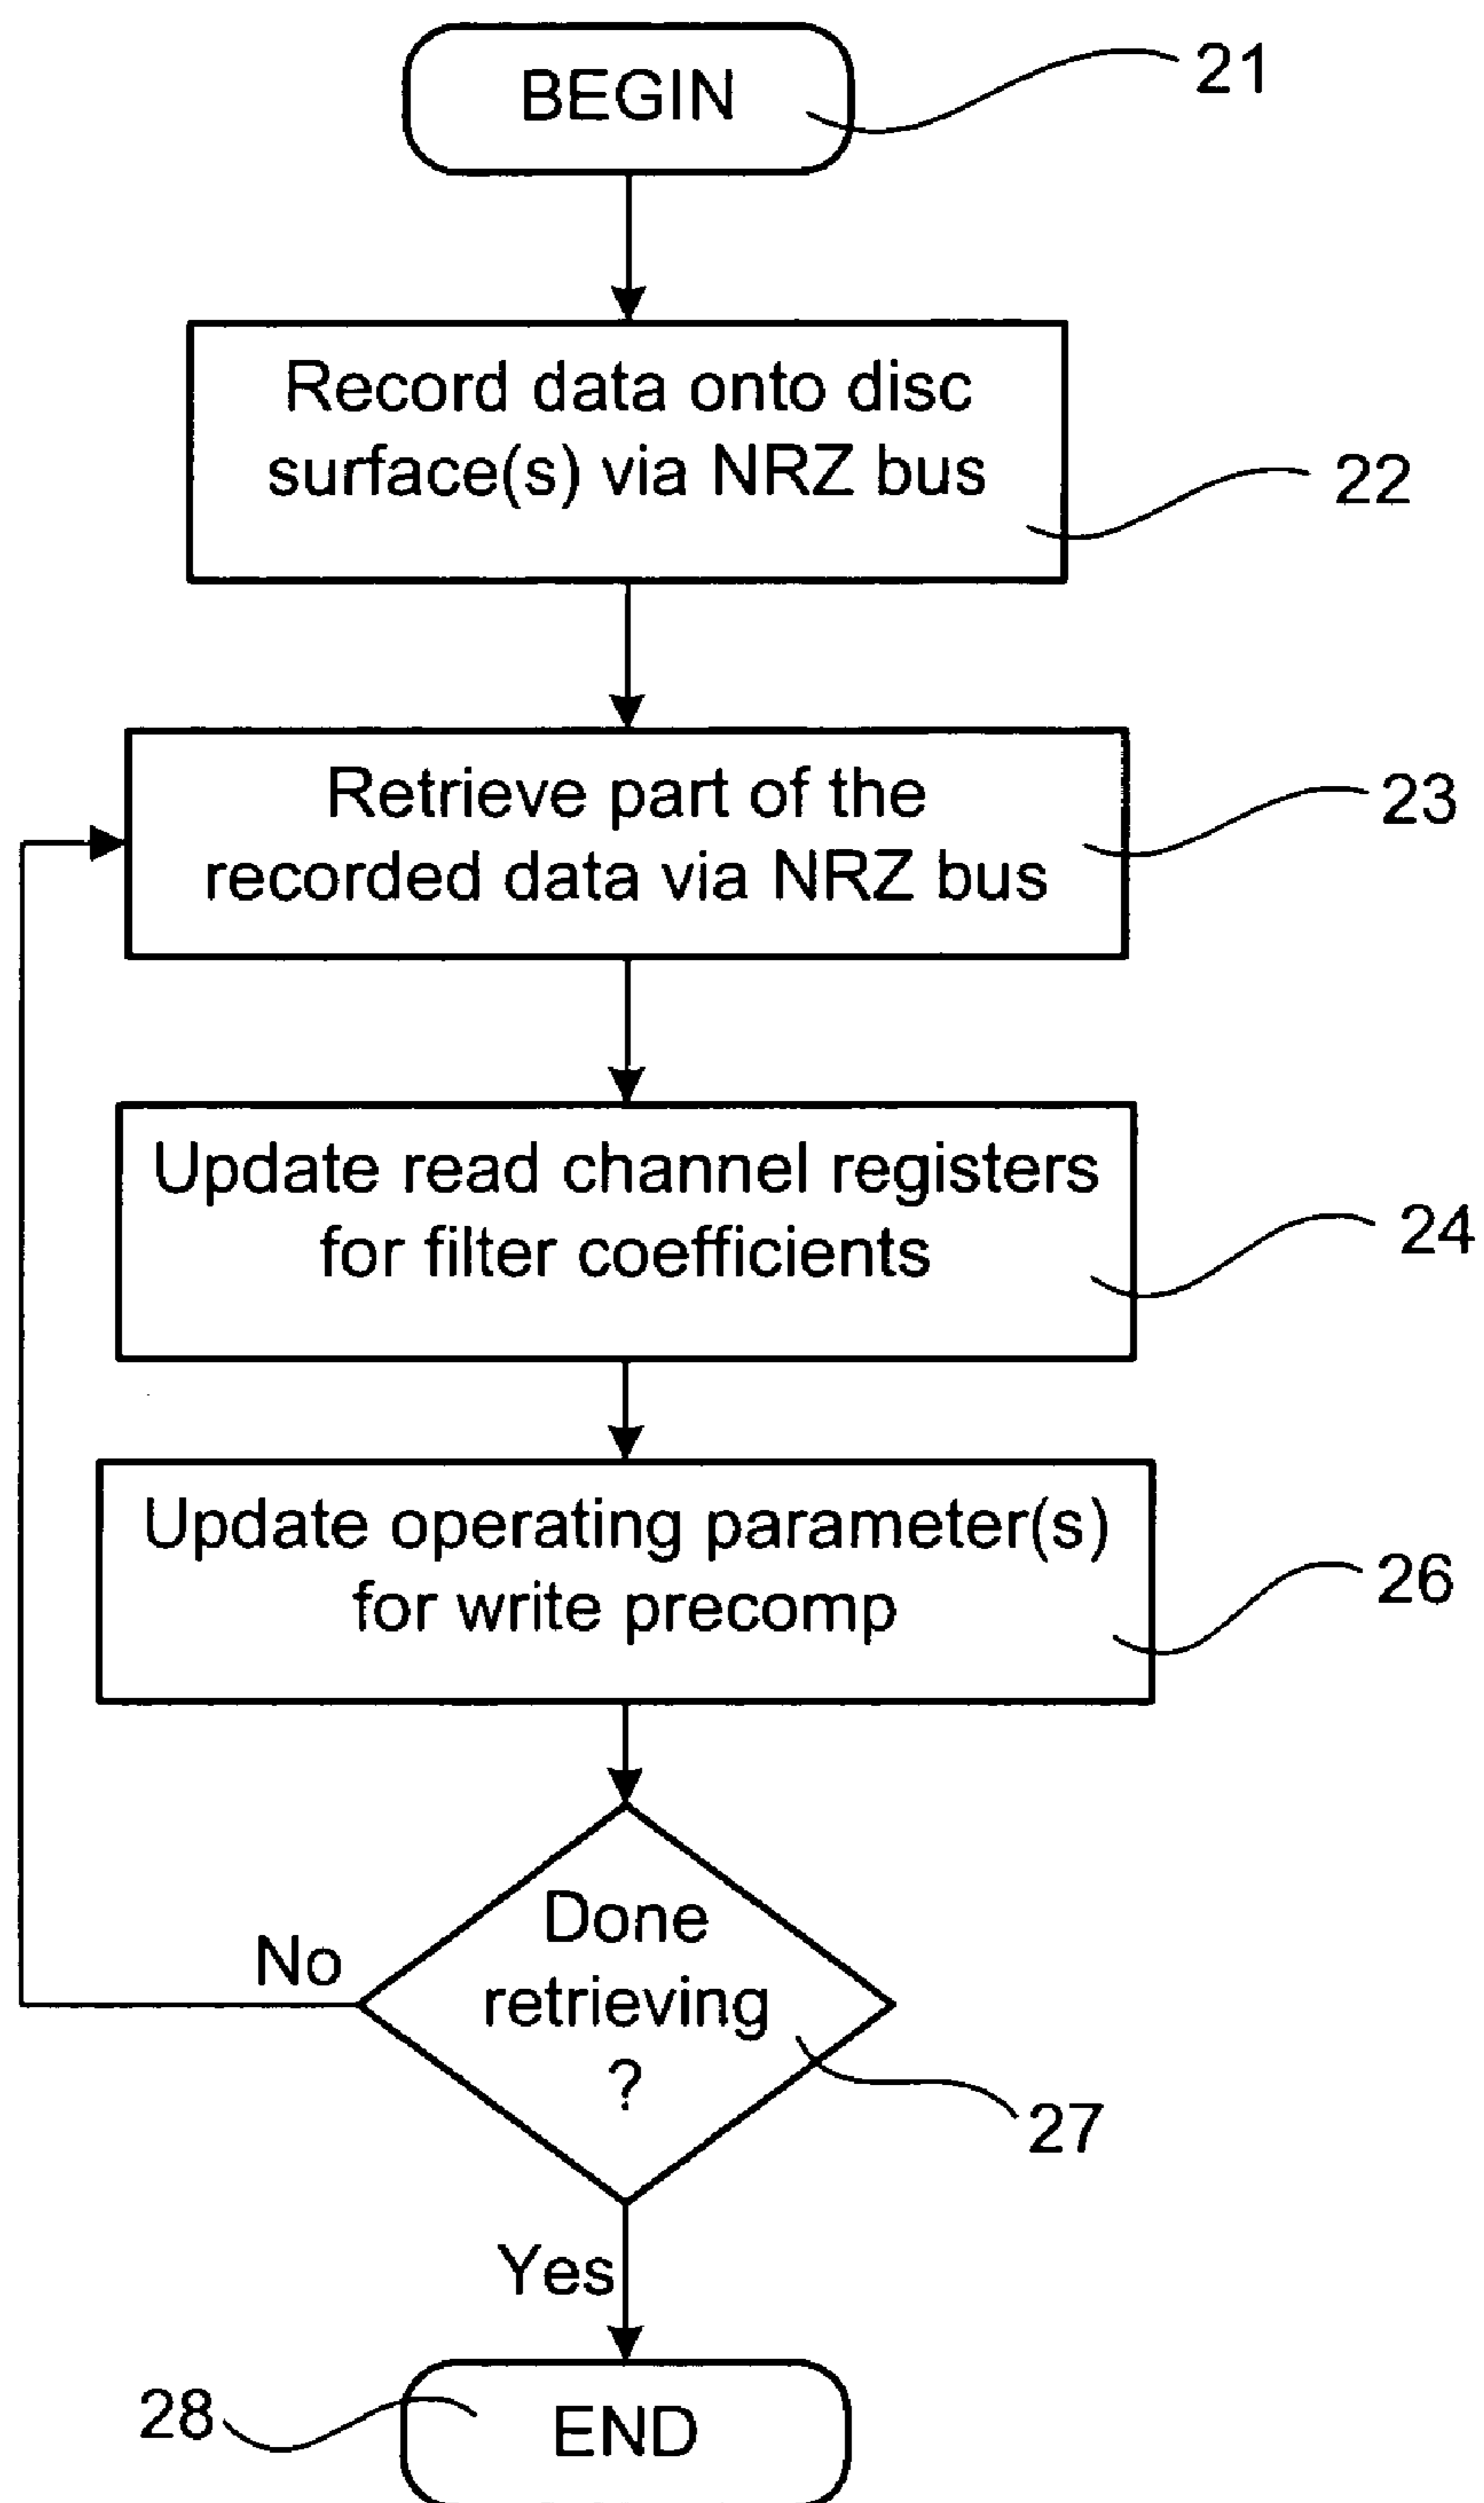 BEGIN
21
Record data onto disc
surface(s) via NRZ bus
22
Retrieve part of the
recorded data via NRZ bus
23
Update read channel registers
for filter coefficients
24
Update operating parameter(s)
for write precomp
26
Done
retrieving
?
No
27
Yes
28
END